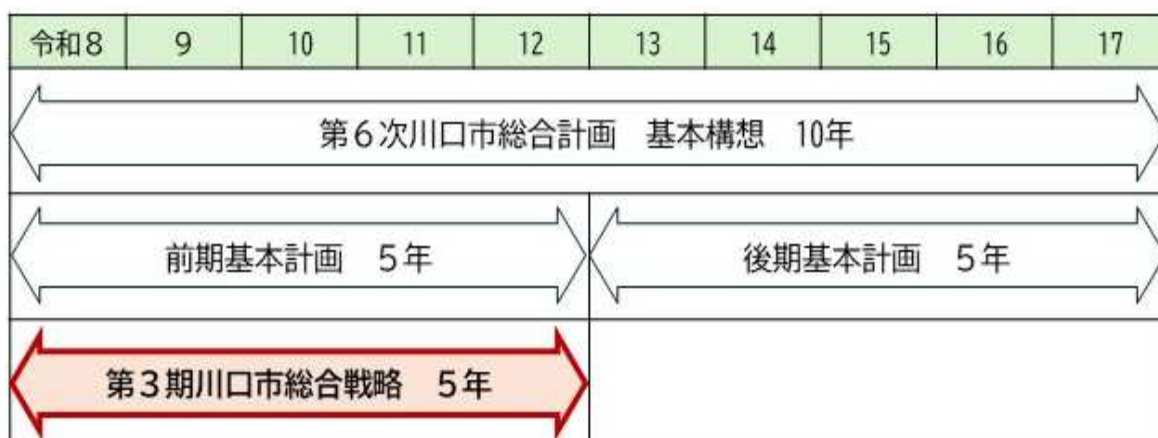 令和８ ９ 10 11 12 13 14 15 16 17
第６次川口市総合計画　基本構想　10年
前期基本計画　５年 後期基本計画　５年
第３期川口市総合戦略　５年